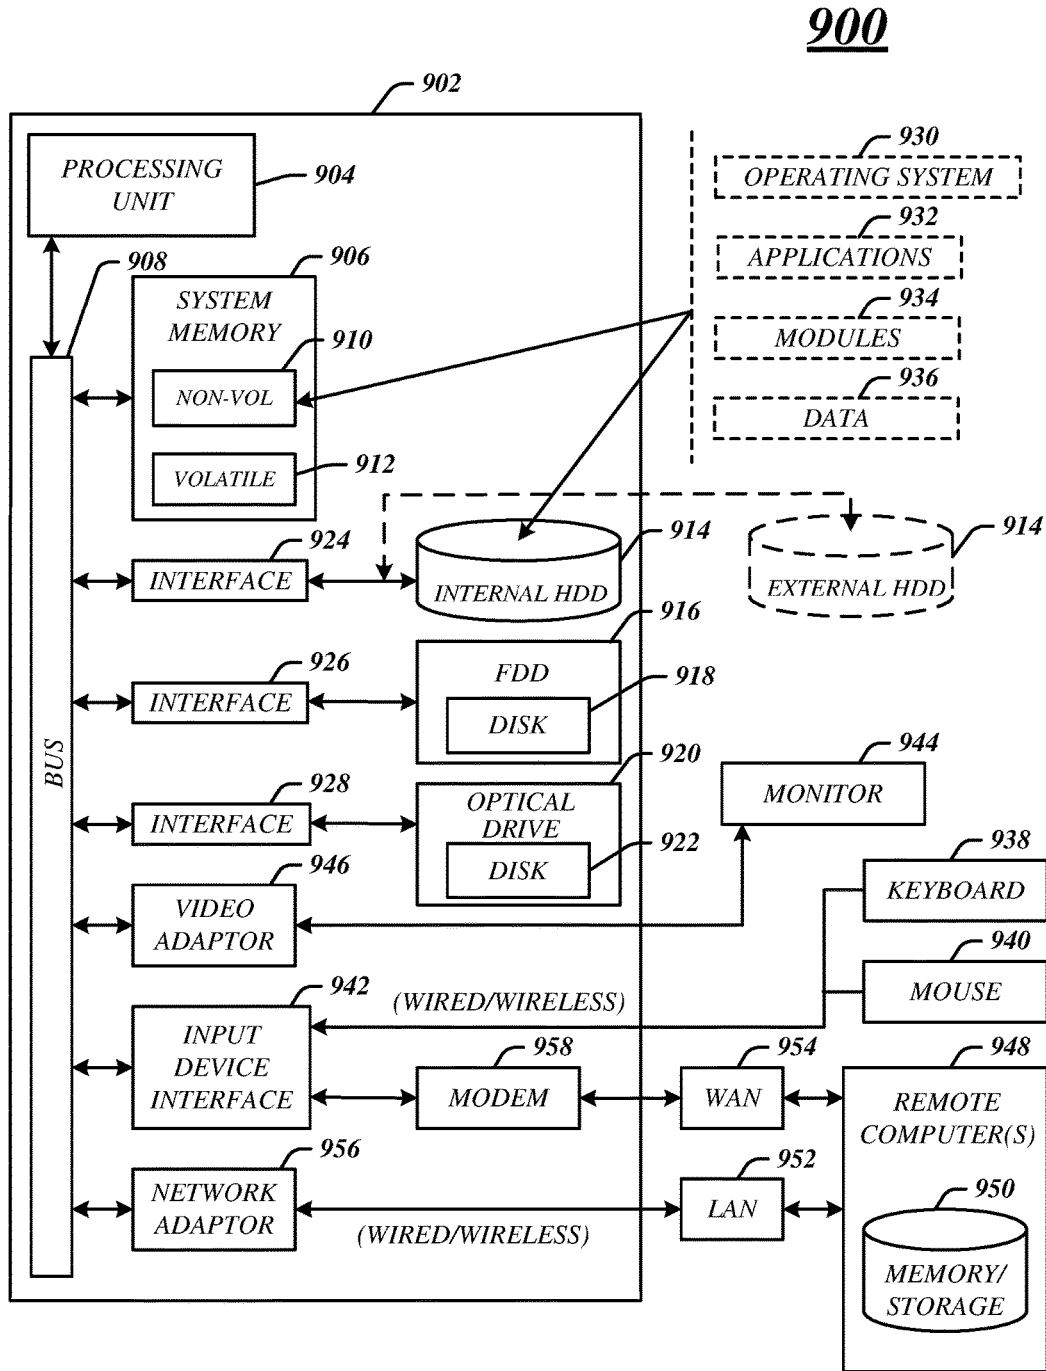 900
902
PROCESSING
UNIT
904
908
906
SYSTEM
MEMORY
910
NON-VOL
VOLATILE
912
930
OPERATING SYSTEM
932
APPLICATIONS
934
MODULES
936
DATA
BUS
924
INTERFACE
INTERNAL HDD
914
EXTERNAL HDD
914
926
INTERFACE
916
FDD
918
DISK
928
INTERFACE
920
OPTICAL
DRIVE
922
DISK
944
MONITOR
946
VIDEO
ADAPTOR
938
KEYBOARD
940
MOUSE
942
INPUT
DEVICE
INTERFACE
(WIRED/WIRELESS)
958
MODEM
954
WAN
948
REMOTE
COMPUTER(S)
956
NETWORK
ADAPTOR
(WIRED/WIRELESS)
952
LAN
950
MEMORY/
STORAGE